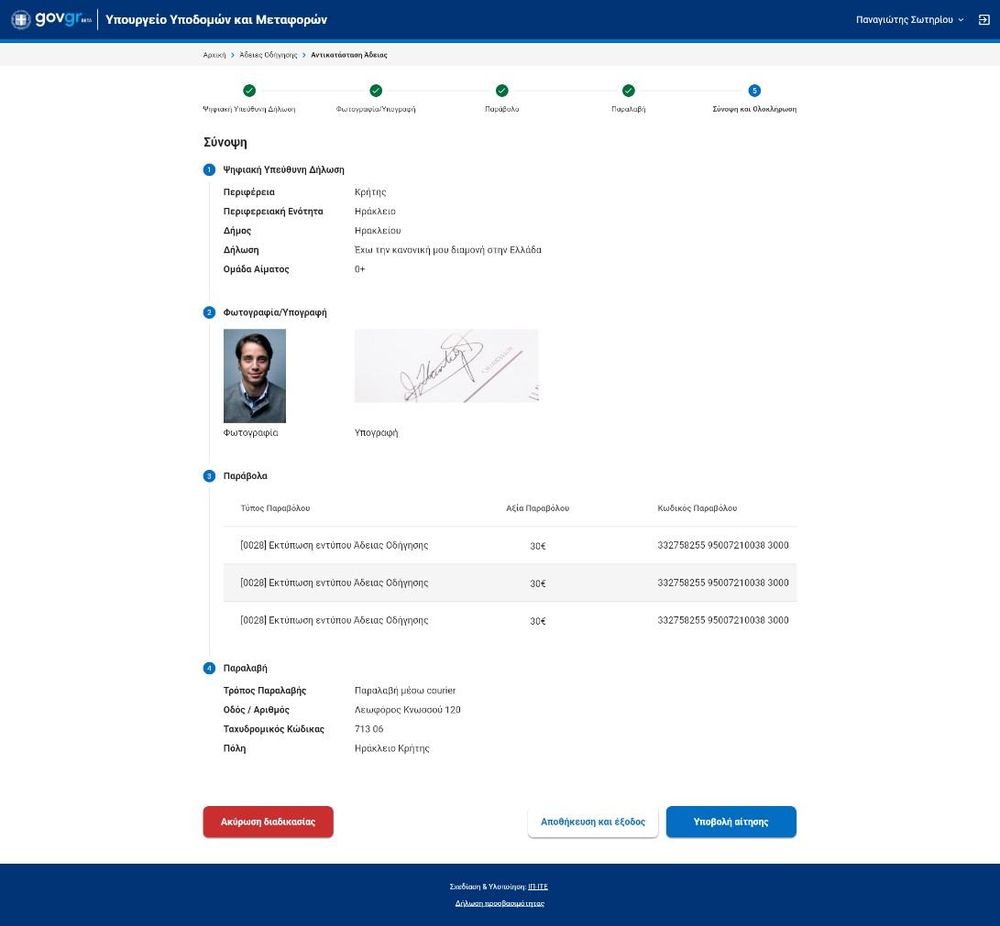 govgr BETA Υπουργείο Υποδομών και Μεταφορών Παναγιώτης Σωτηρίου
Αρχική > Άδειες Οδήγησης > Αντικατάσταση Άδειας
5
Ψηφιακή Υπεύθυνη Δήλωση Φωτογραφία/Υπογραφή Παράβολο Παραλαβή Σύνοψη και Ολοκλήρωση
Σύνοψη
1 Ψηφιακή Υπεύθυνη Δήλωση
Περιφέρεια Κρήτης
Περιφερειακή Ενότητα Ηράκλειο
Δήμος Ηρακλείου
Δήλωση Έχω την κανονική μου διαμονή στην Ελλάδα
Ομάδα Αίματος 0+
2 Φωτογραφία/Υπογραφή
Φωτογραφία Υπογραφή
3 Παράβολα
Τύπος Παραβόλου Αξία Παραβόλου Κωδικός Παραβόλου
[0028] Εκτύπωση εντύπου Άδειας Οδήγησης 30€ 332758255 95007210038 3000
[0028] Εκτύπωση εντύπου Άδειας Οδήγησης 30€ 332758255 95007210038 3000
[0028] Εκτύπωση εντύπου Άδειας Οδήγησης 30€ 332758255 95007210038 3000
4 Παραλαβή
Τρόπος Παραλαβής Παραλαβή μέσω courier
Οδός / Αριθμός Λεωφόρος Κνωσσού 120
Ταχυδρομικός Κώδικας 713 06
Πόλη Ηράκλειο Κρήτης
Ακύρωση διαδικασίας Αποθήκευση και έξοδος Υποβολή αίτησης
Σχεδίαση & Υλοποίηση: ΙΠ-ΙΤΕ
Δήλωση προσβασιμότητας